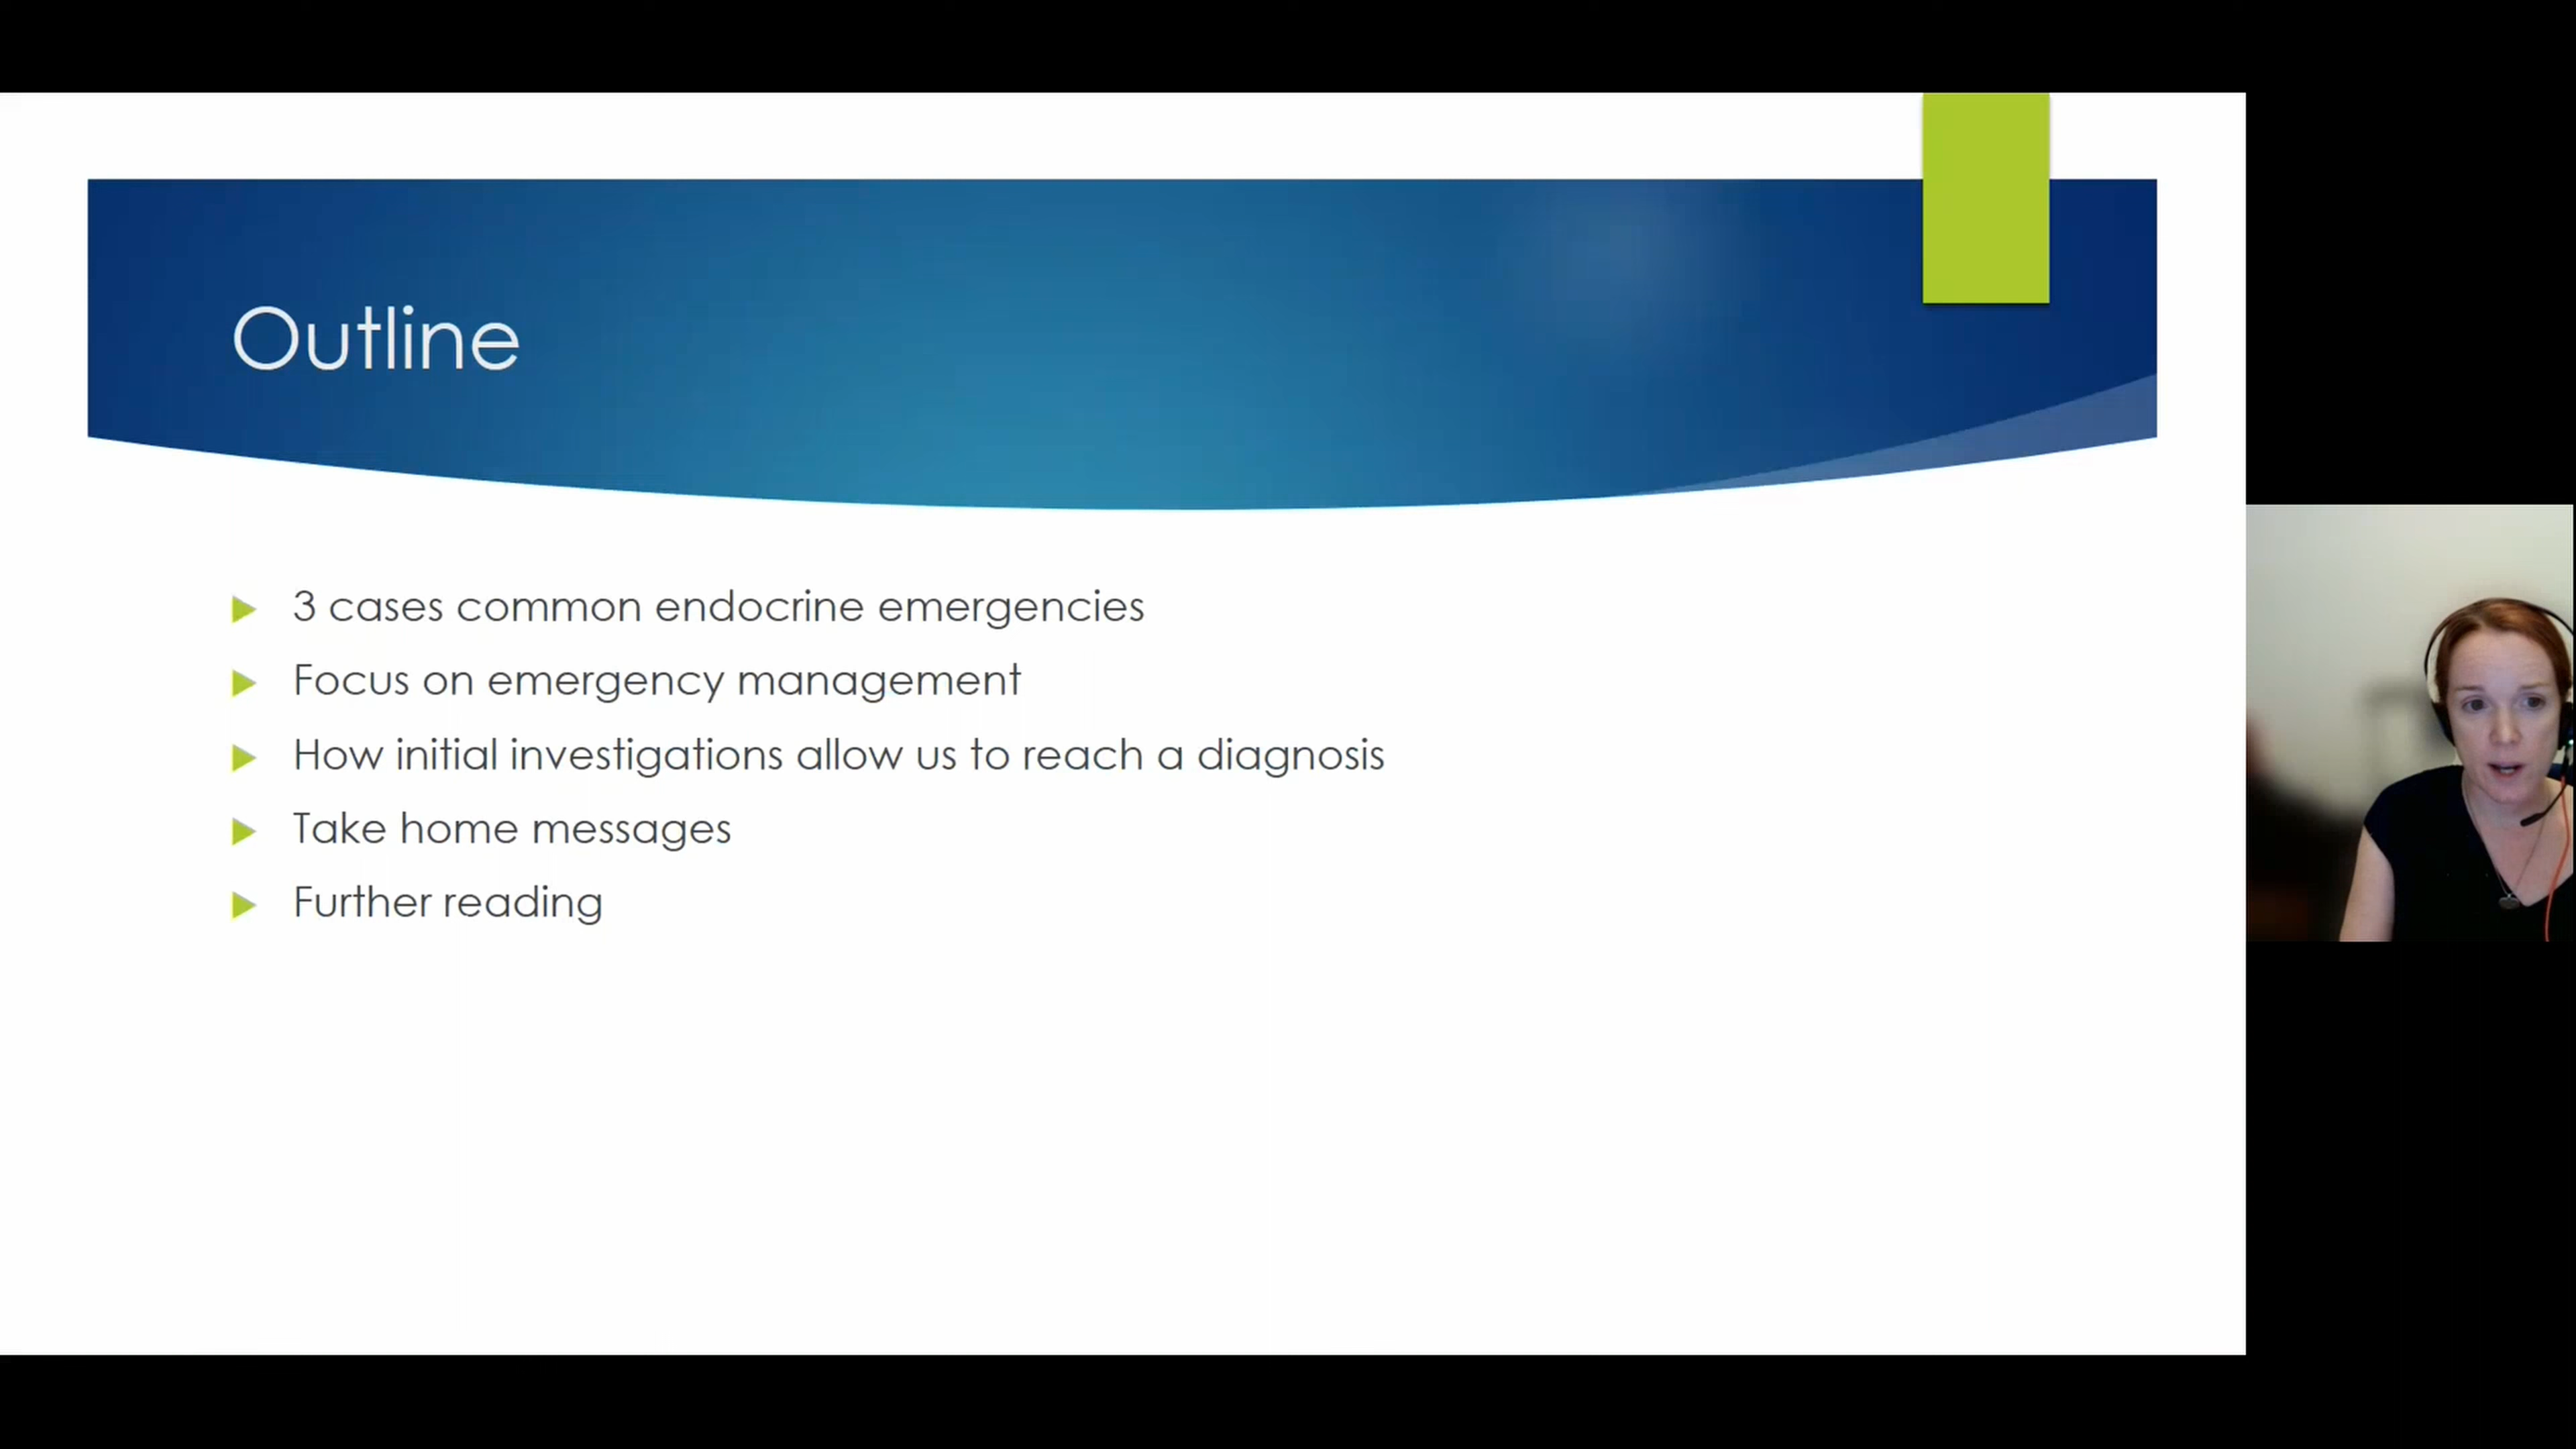 Outline
3 cases common endocrine emergencies
Focus on emergency management
How initial investigations allow us to reach a diagnosis
Take home messages
Further reading